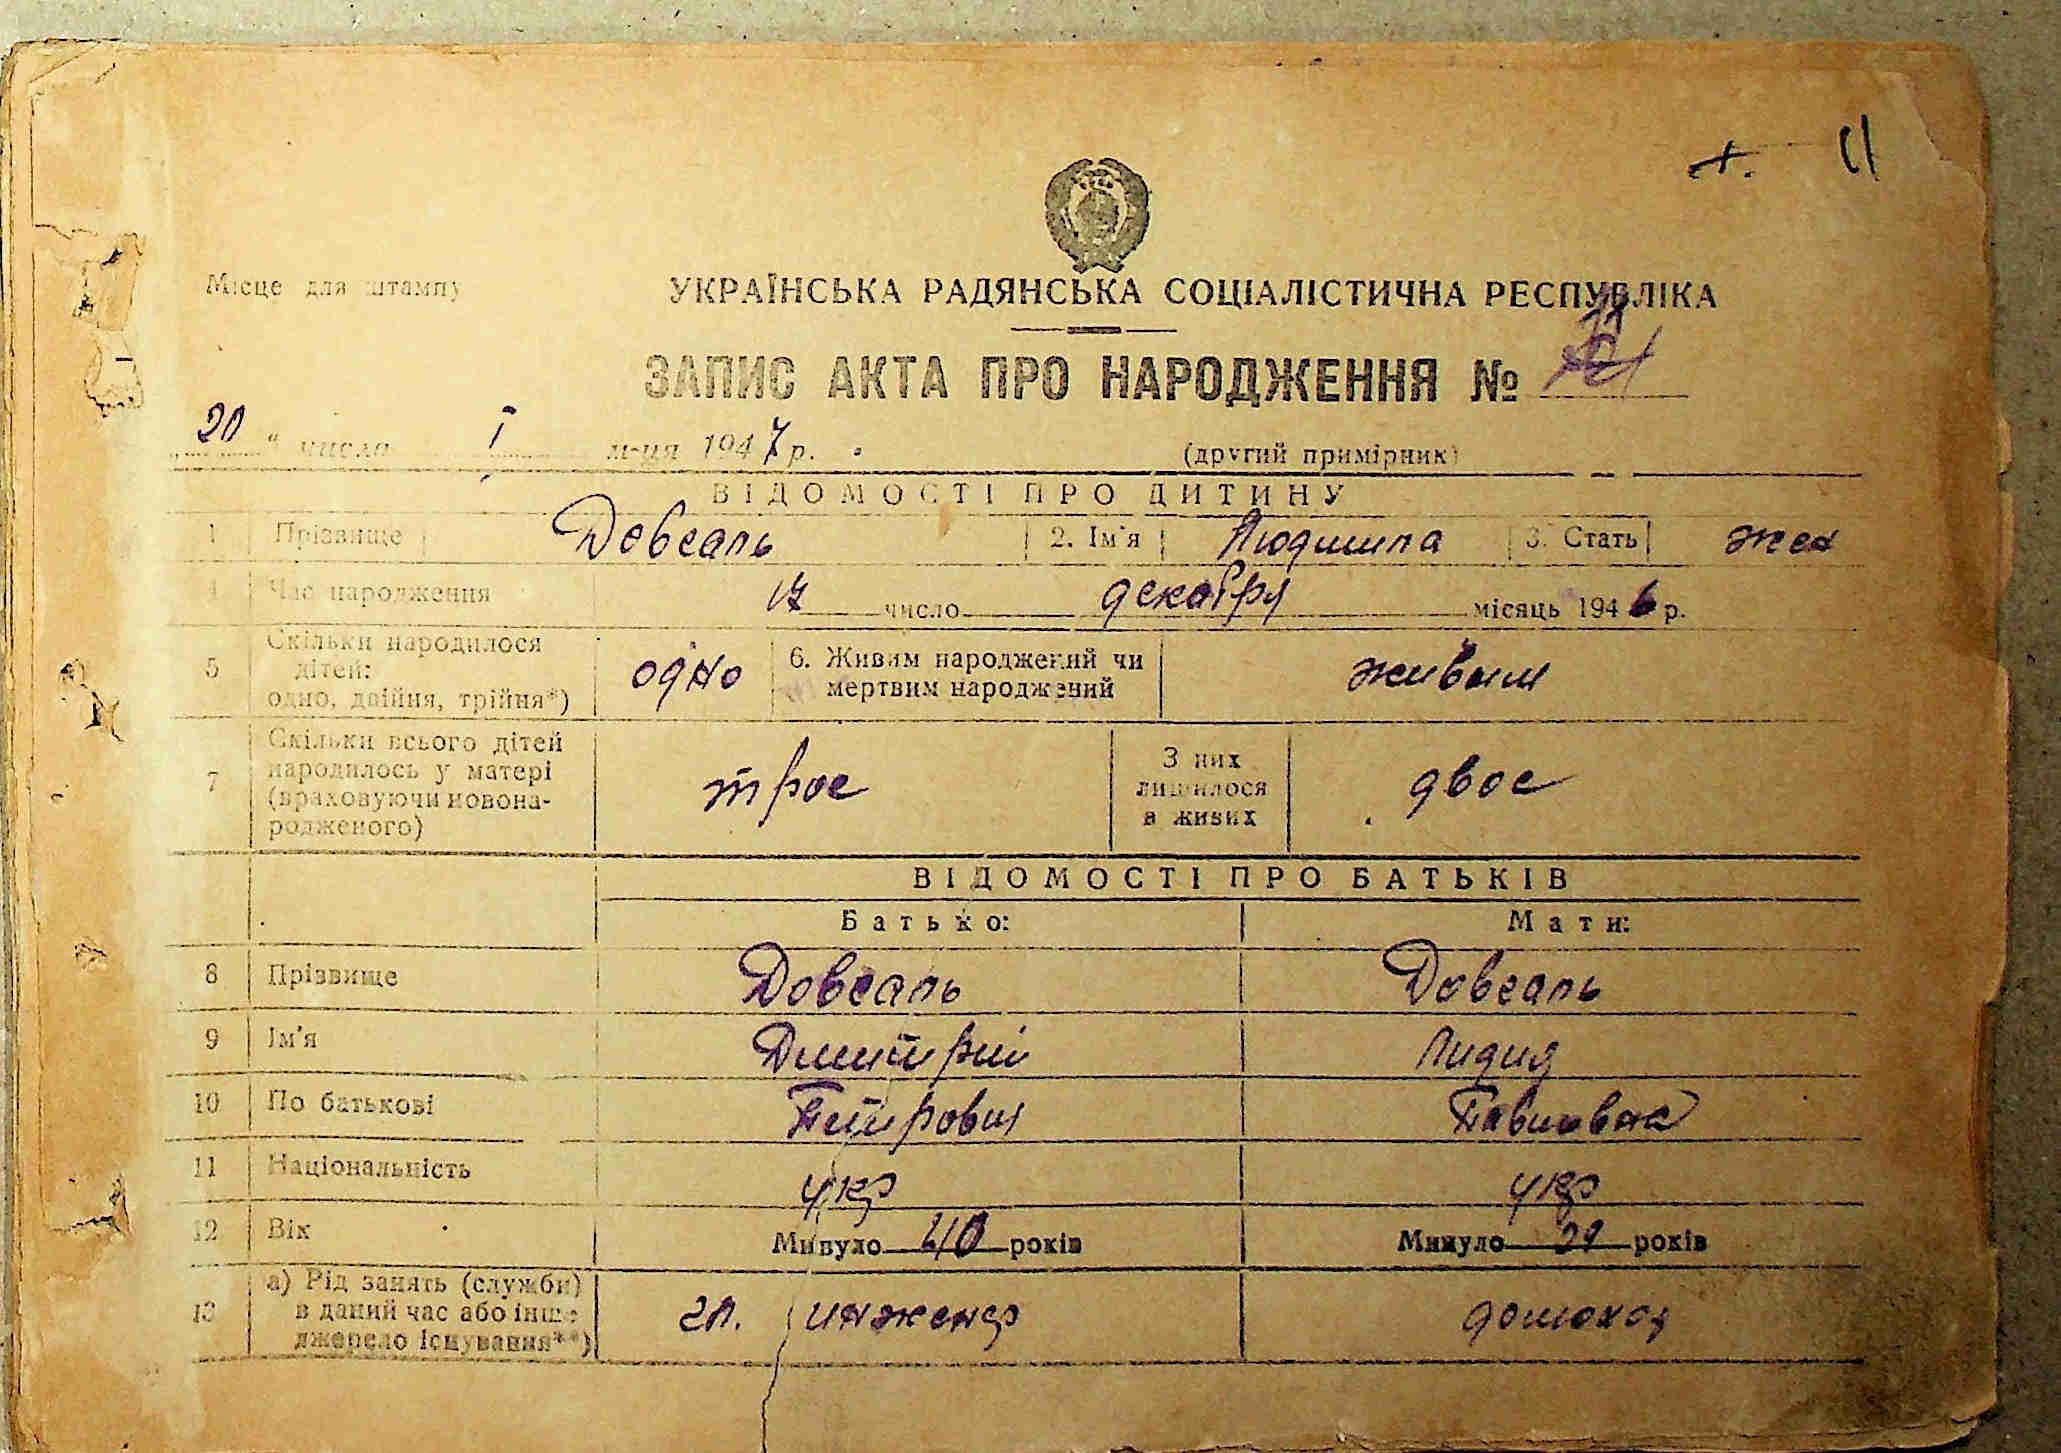 11
Місце для штампу
УКРАЇНСЬКА РАДЯНСЬКА СОЦІАЛІСТИЧНА РЕСПУБЛІКА
ЗАПИС АКТА ПРО НАРОДЖЕННЯ № 11
20 " числа I м-ця 1947 р.
(другий примірник)
ВІДОМОСТІ ПРО ДИТИНУ
1 Прізвище Довгаль 2. Ім'я Людмила 3. Стать жен
4 Час народження 17 число декабря місяць 1946 р.
5 Скільки народилося дітей: одно, двійня, трійня*) одно 6. Живим народжений чи мертвим народжений живым
7 Скільки всього дітей народилось у матері (враховуючи новона-родженого) трое З них лишилося в живих двое
ВІДОМОСТІ ПРО БАТЬКІВ
Батько: Мати:
8 Прізвище Довгаль Довгаль
9 Ім'я Дмитрий Лидия
10 По батькові Петрович Павловна
11 Національність укр укр
12 Вік Минуло 40 років Минуло років
13 а) Рід занять (служби) в даний час або інше джерело існування**) гл. инженер домохоз